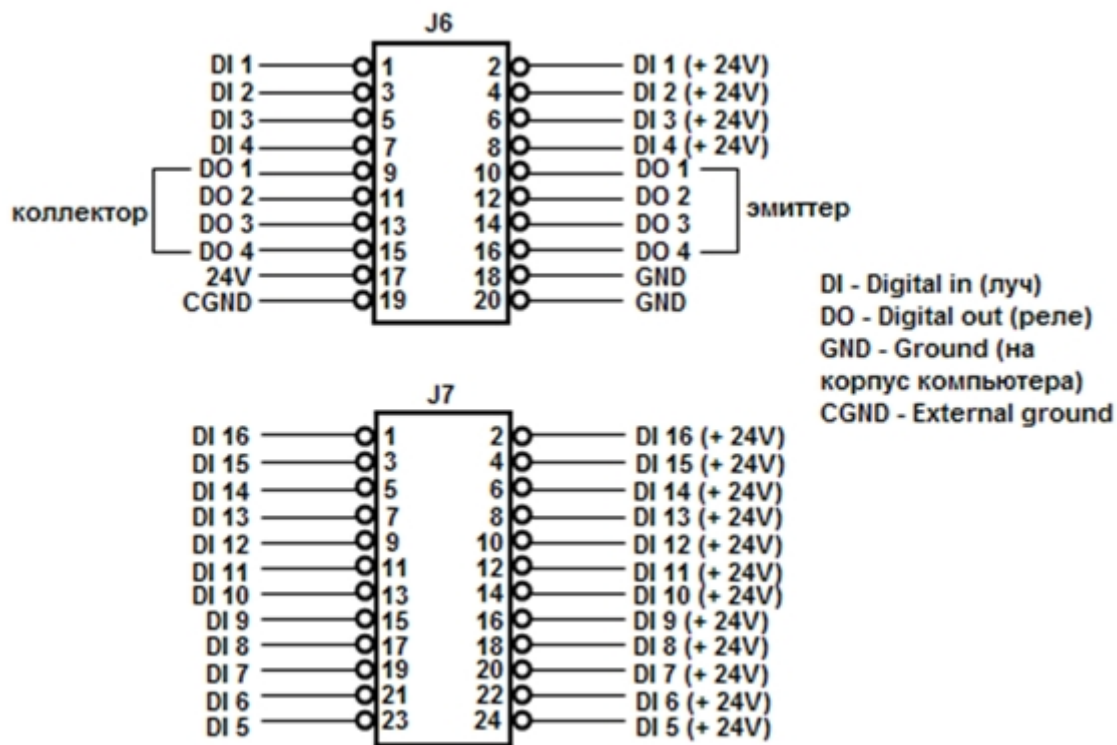 J6
DI 1 1 2 DI 1 (+ 24V)
DI 2 3 4 DI 2 (+ 24V)
DI 3 5 6 DI 3 (+ 24V)
DI 4 7 8 DI 4 (+ 24V)
DO 1 9 10 DO 1
DO 2 11 12 DO 2
коллектор эмиттер
DO 3 13 14 DO 3
DO 4 15 16 DO 4
24V 17 18 GND
CGND 19 20 GND
DI - Digital in (луч)
DO - Digital out (реле)
GND - Ground (на
корпус компьютера)
CGND - External ground
J7
DI 16 1 2 DI 16 (+ 24V)
DI 15 3 4 DI 15 (+ 24V)
DI 14 5 6 DI 14 (+ 24V)
DI 13 7 8 DI 13 (+ 24V)
DI 12 9 10 DI 12 (+ 24V)
DI 11 11 12 DI 11 (+ 24V)
DI 10 13 14 DI 10 (+ 24V)
DI 9 15 16 DI 9 (+ 24V)
DI 8 17 18 DI 8 (+ 24V)
DI 7 19 20 DI 7 (+ 24V)
DI 6 21 22 DI 6 (+ 24V)
DI 5 23 24 DI 5 (+ 24V)